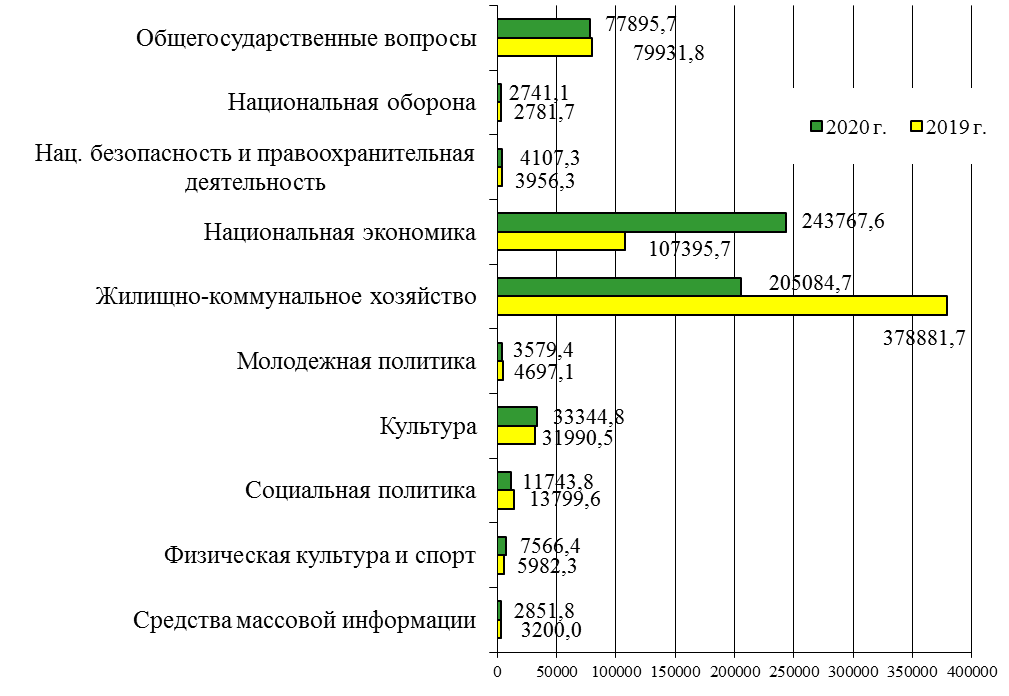 Общегосударственные вопросы
77895,7
79931,8
Национальная оборона
2741,1
2781,7
2020 г.
2019 г.
Нац. безопасность и правоохранительная
деятельность
4107,3
3956,3
Национальная экономика
243767,6
107395,7
Жилищно-коммунальное хозяйство
205084,7
378881,7
Молодежная политика
3579,4
4697,1
Культура
33344,8
31990,5
Социальная политика
11743,8
13799,6
Физическая культура и спорт
7566,4
5982,3
Средства массовой информации
2851,8
3200,0
0 50000 100000 150000 200000 250000 300000 350000 400000